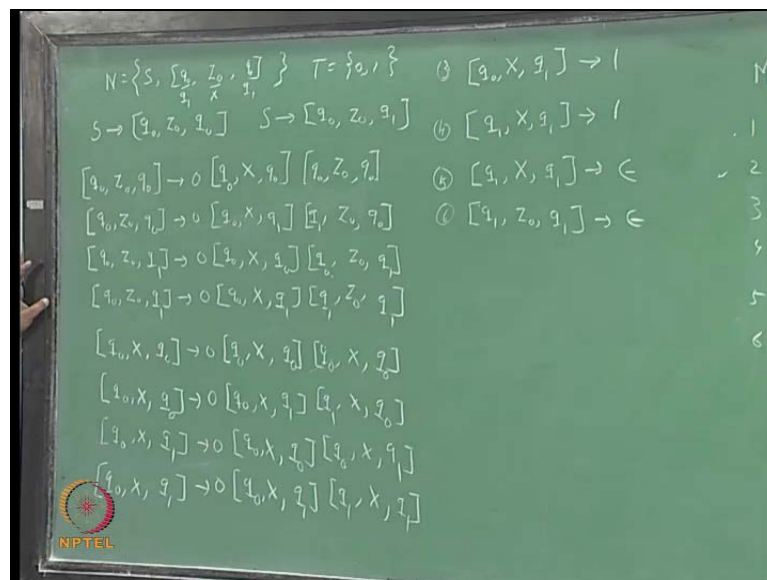 N = {S, [q₀/q₁, Z₀/X, q₀/q₁] } T = {0, 1}
S → [q₀, Z₀, q₀] S → [q₀, Z₀, q₁]
[q₀, Z₀, q₀] → 0 [q₀, X, q₀] [q₀, Z₀, q₀]
[q₀, Z₀, q₀] → 0 [q₀, X, q₁] [q₁, Z₀, q₀]
[q₀, Z₀, q₁] → 0 [q₀, X, q₀] [q₀, Z₀, q₁]
[q₀, Z₀, q₁] → 0 [q₀, X, q₁] [q₁, Z₀, q₁]
[q₀, X, q₀] → 0 [q₀, X, q₀] [q₀, X, q₀]
[q₀, X, q₀] → 0 [q₀, X, q₁] [q₁, X, q₀]
[q₀, X, q₁] → 0 [q₀, X, q₀] [q₀, X, q₁]
[q₀, X, q₁] → 0 [q₀, X, q₁] [q₁, X, q₁]
③ [q₀, X, q₁] → 1
④ [q₁, X, q₁] → 1
⑤ [q₁, X, q₁] → ∈
⑥ [q₁, Z₀, q₁] → ∈
1
2
3
4
5
6
NPTEL